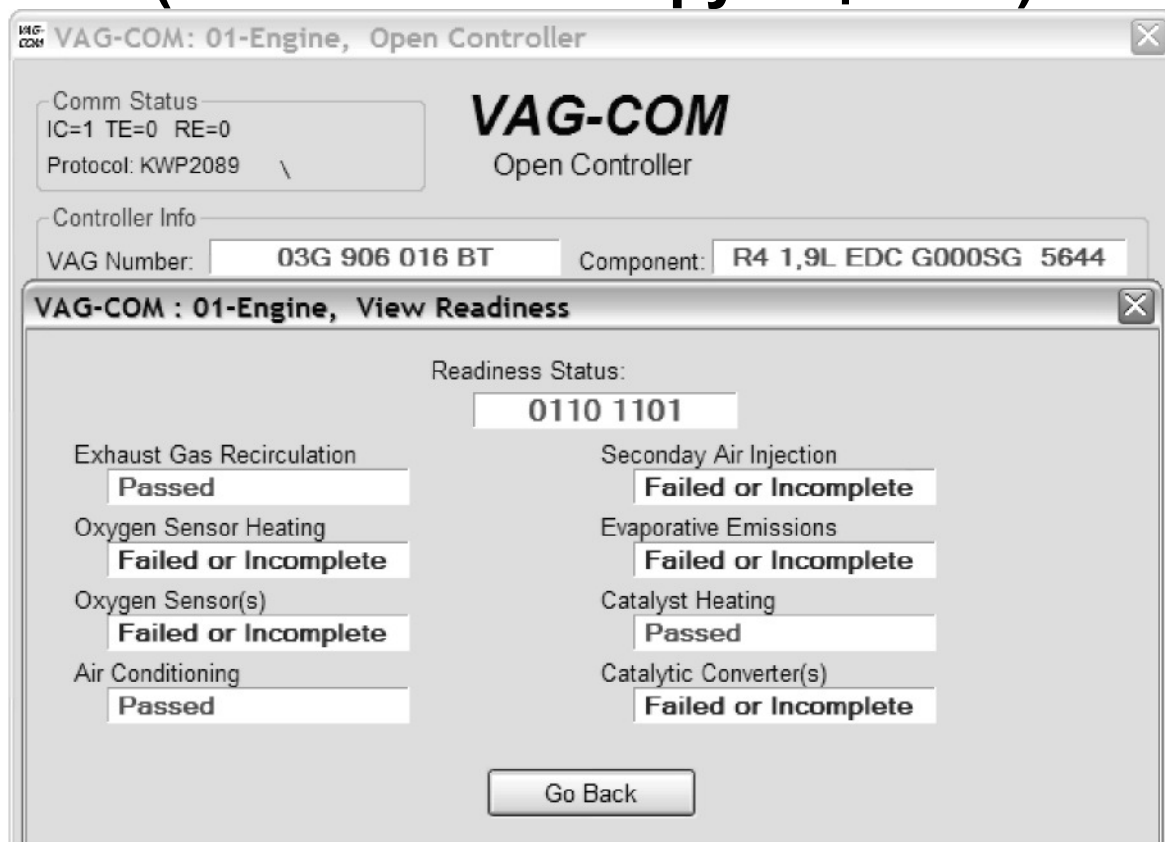 VAG-COM
VAG-COM: 01-Engine, Open Controller
Comm Status
IC=1 TE=0 RE=0
Protocol: KWP2089 \
VAG-COM
Open Controller
Controller Info
VAG Number: 03G 906 016 BT Component: R4 1,9L EDC G000SG 5644
VAG-COM : 01-Engine, View Readiness
Readiness Status:
0110 1101
Exhaust Gas Recirculation
Passed
Oxygen Sensor Heating
Failed or Incomplete
Oxygen Sensor(s)
Failed or Incomplete
Air Conditioning
Passed
Seconday Air Injection
Failed or Incomplete
Evaporative Emissions
Failed or Incomplete
Catalyst Heating
Passed
Catalytic Converter(s)
Failed or Incomplete
Go Back